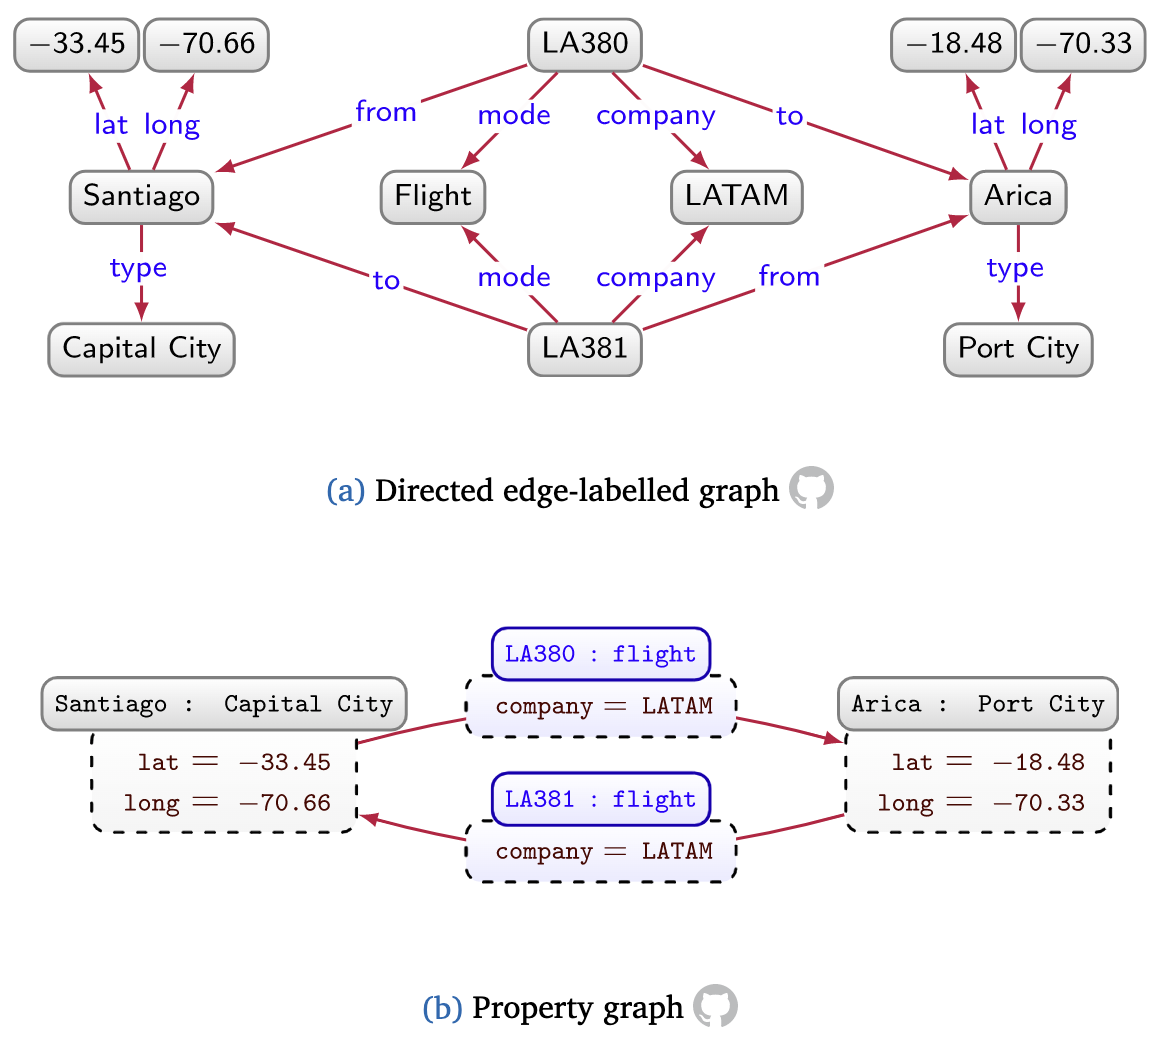 −33.45 −70.66 LA380 −18.48 −70.33
from mode company to
lat long lat long
Santiago Flight LATAM Arica
type to mode company from type
Capital City LA381 Port City
(a) Directed edge-labelled graph
LA380 : flight
Santiago : Capital City company = LATAM Arica : Port City
lat = −33.45 lat = −18.48
long = −70.66 LA381 : flight long = −70.33
company = LATAM
(b) Property graph